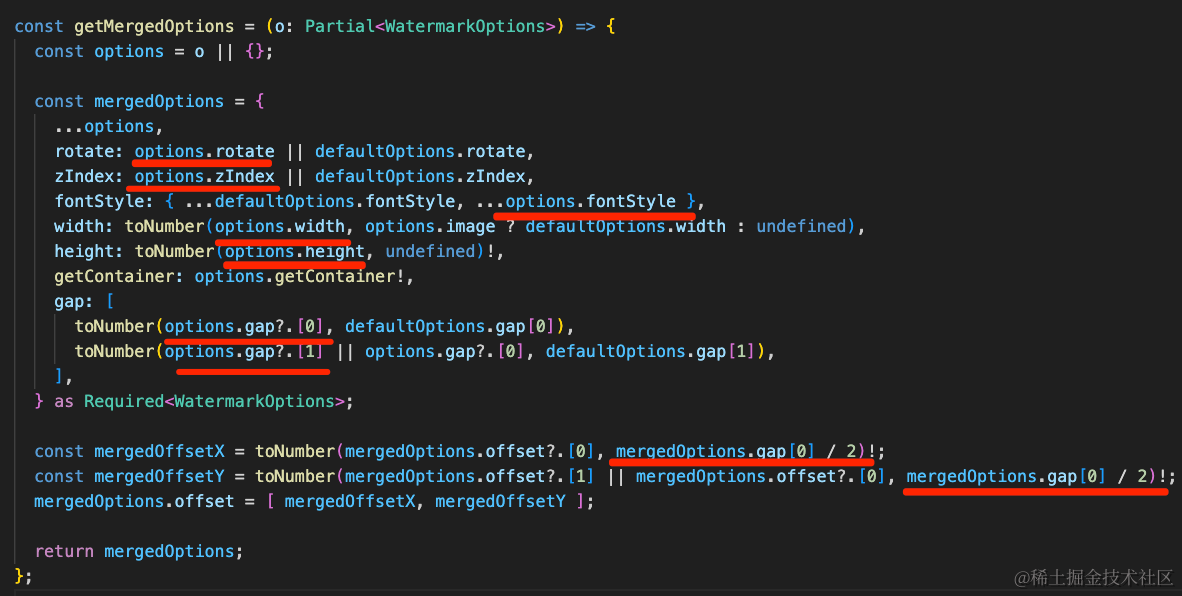 const getMergedOptions = (o: Partial<WatermarkOptions>) => {
  const options = o || {};
  const mergedOptions = {
    ...options,
    rotate: options.rotate || defaultOptions.rotate,
    zIndex: options.zIndex || defaultOptions.zIndex,
    fontStyle: { ...defaultOptions.fontStyle, ...options.fontStyle },
    width: toNumber(options.width, options.image ? defaultOptions.width : undefined),
    height: toNumber(options.height, undefined)!,
    getContainer: options.getContainer!,
    gap: [
      toNumber(options.gap?.[0], defaultOptions.gap[0]),
      toNumber(options.gap?.[1] || options.gap?.[0], defaultOptions.gap[1]),
    ],
  } as Required<WatermarkOptions>;
  const mergedOffsetX = toNumber(mergedOptions.offset?.[0], mergedOptions.gap[0] / 2)!;
  const mergedOffsetY = toNumber(mergedOptions.offset?.[1] || mergedOptions.offset?.[0], mergedOptions.gap[0] / 2)!;
  mergedOptions.offset = [ mergedOffsetX, mergedOffsetY ];
  return mergedOptions;
};
@稀土掘金技术社区